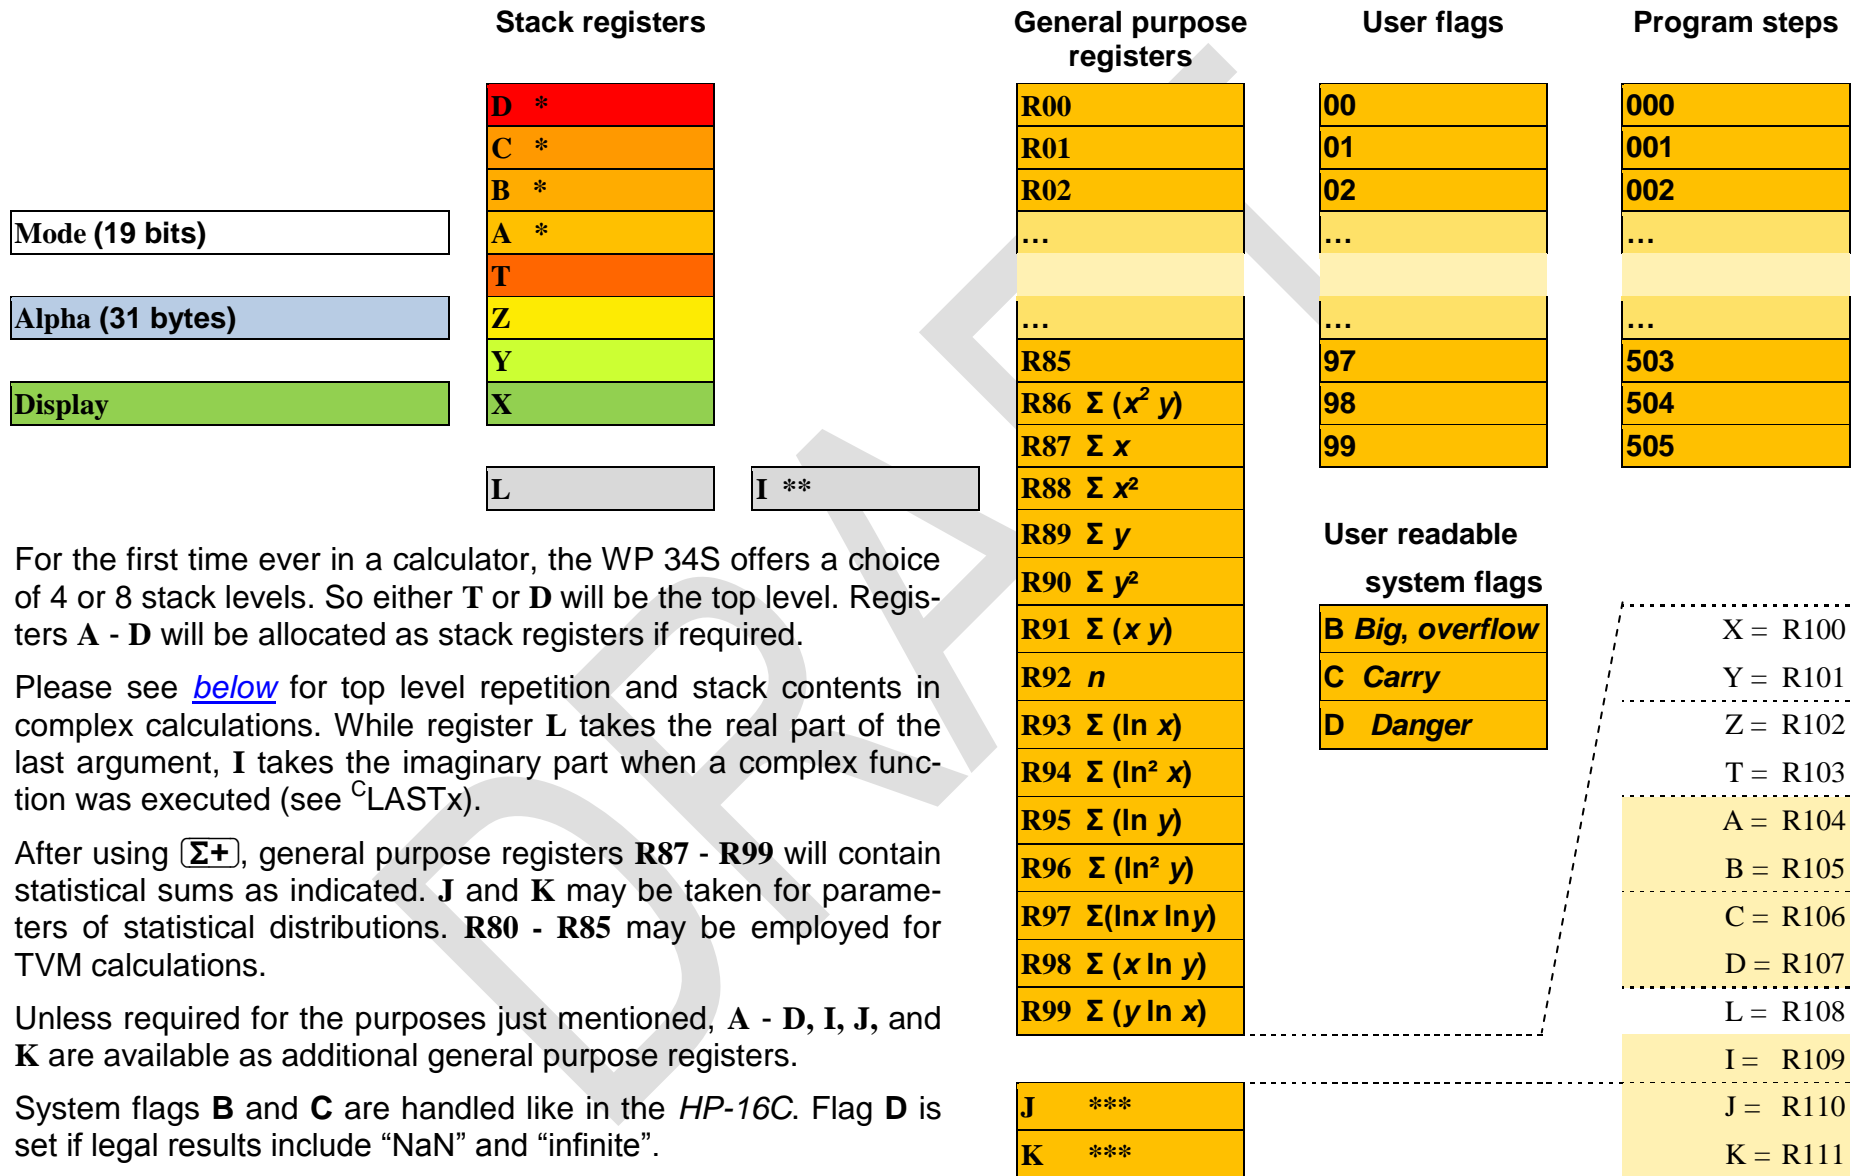 Stack registers
General purpose
registers
User flags
Program steps
D *
C *
B *
A *
T
Z
Y
X
Mode (19 bits)
Alpha (31 bytes)
Display
L
I **
R00
R01
R02
…
…
R85
R86 Σ (x² y)
R87 Σ x
R88 Σ x²
R89 Σ y
R90 Σ y²
R91 Σ (x y)
R92 n
R93 Σ (ln x)
R94 Σ (ln² x)
R95 Σ (ln y)
R96 Σ (ln² y)
R97 Σ(lnx lny)
R98 Σ (x ln y)
R99 Σ (y ln x)
J ***
K ***
00
01
02
…
…
97
98
99
User readable
system flags
B Big, overflow
C Carry
D Danger
000
001
002
…
…
503
504
505
X = R100
Y = R101
Z = R102
T = R103
A = R104
B = R105
C = R106
D = R107
L = R108
I = R109
J = R110
K = R111
For the first time ever in a calculator, the WP 34S offers a choice
of 4 or 8 stack levels. So either T or D will be the top level. Regis-
ters A - D will be allocated as stack registers if required.
Please see below for top level repetition and stack contents in
complex calculations. While register L takes the real part of the
last argument, I takes the imaginary part when a complex func-
tion was executed (see ᶜLASTx).
After using Σ+, general purpose registers R87 - R99 will contain
statistical sums as indicated. J and K may be taken for parame-
ters of statistical distributions. R80 - R85 may be employed for
TVM calculations.
Unless required for the purposes just mentioned, A - D, I, J, and
K are available as additional general purpose registers.
System flags B and C are handled like in the HP-16C. Flag D is
set if legal results include “NaN” and “infinite”.
DRAFT